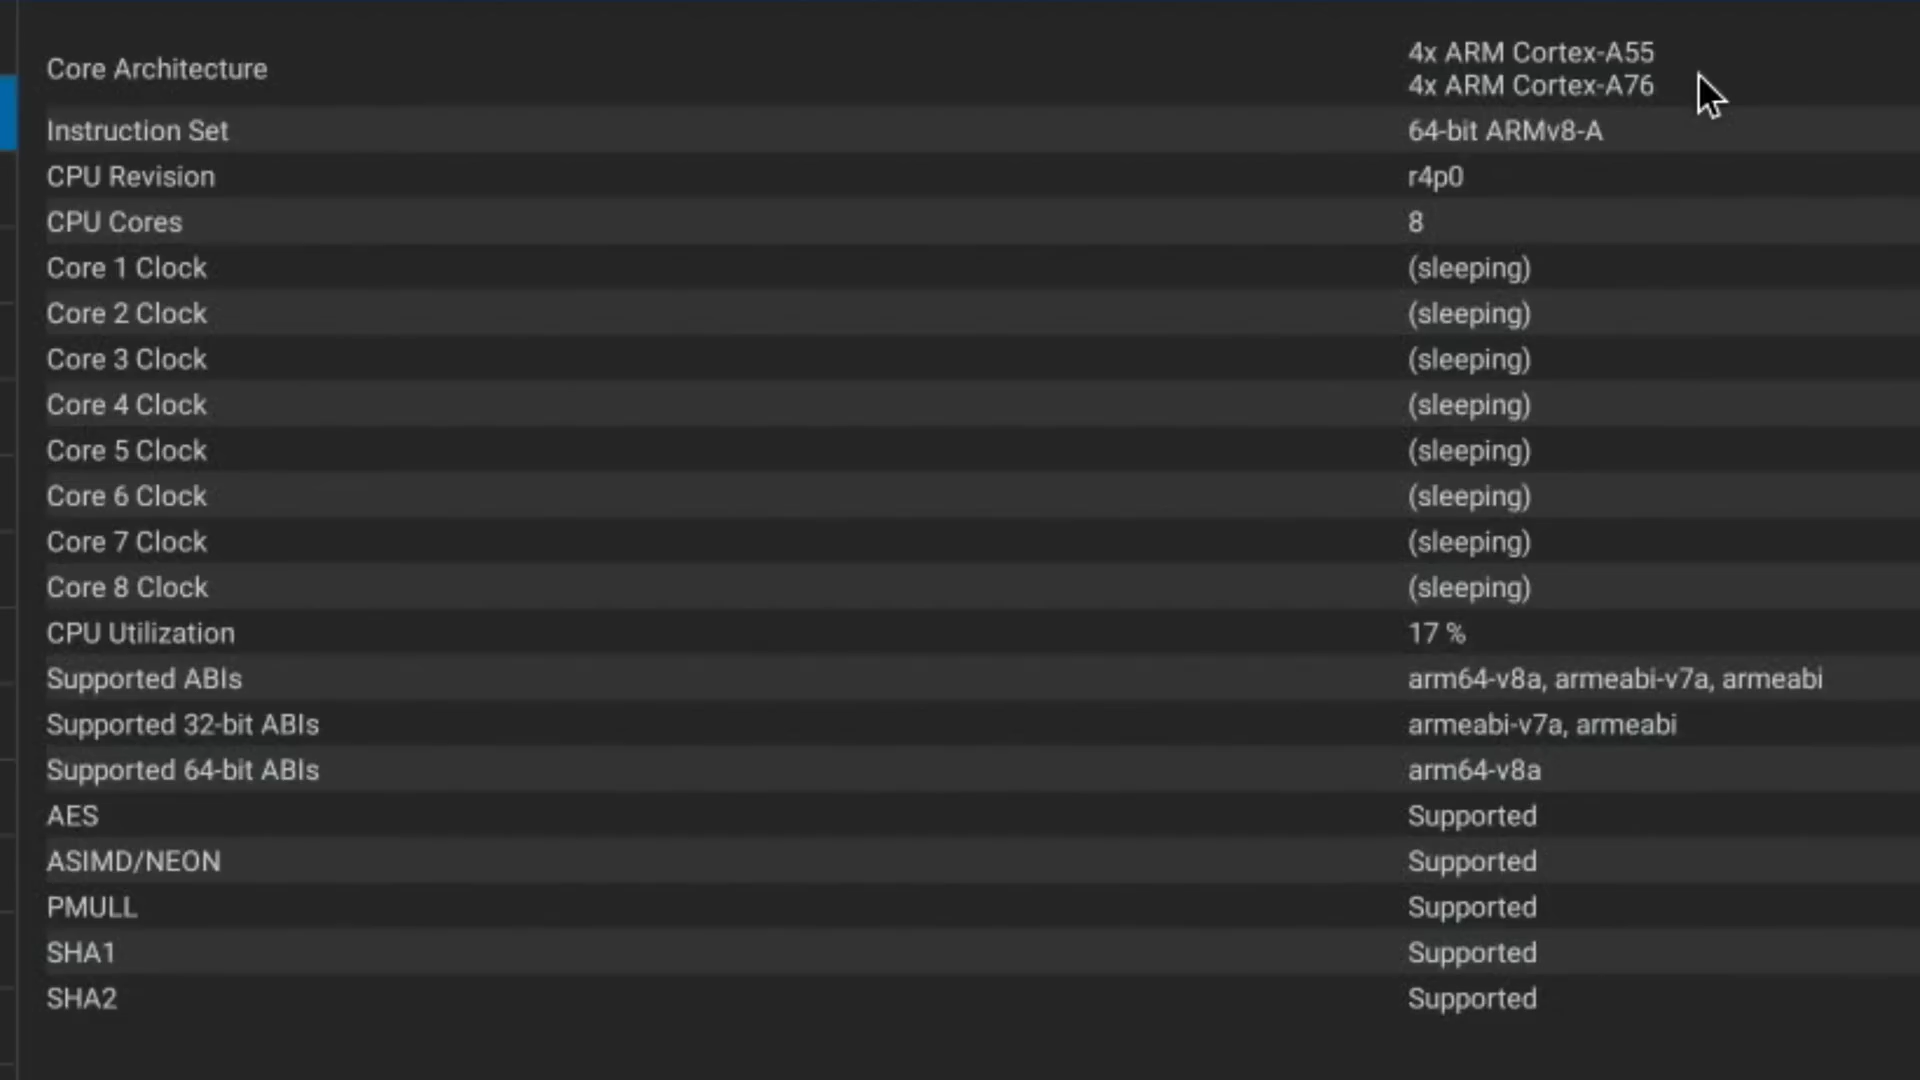 Core Architecture
4x ARM Cortex-A55
4x ARM Cortex-A76
Instruction Set
64-bit ARMv8-A
CPU Revision
r4p0
CPU Cores
8
Core 1 Clock
(sleeping)
Core 2 Clock
(sleeping)
Core 3 Clock
(sleeping)
Core 4 Clock
(sleeping)
Core 5 Clock
(sleeping)
Core 6 Clock
(sleeping)
Core 7 Clock
(sleeping)
Core 8 Clock
(sleeping)
CPU Utilization
17 %
Supported ABIs
arm64-v8a, armeabi-v7a, armeabi
Supported 32-bit ABIs
armeabi-v7a, armeabi
Supported 64-bit ABIs
arm64-v8a
AES
Supported
ASIMD/NEON
Supported
PMULL
Supported
SHA1
Supported
SHA2
Supported